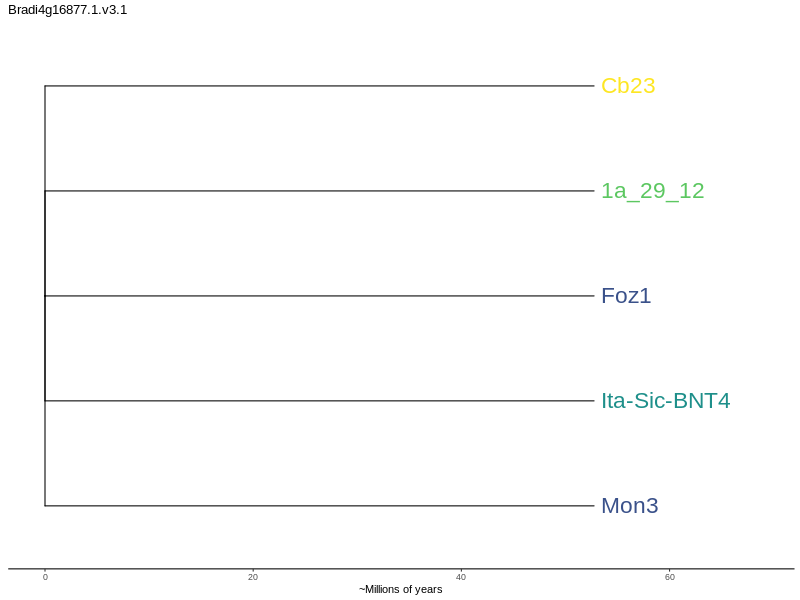 Bradi4g16877.1.v3.1
Cb23
1a_29_12
Foz1
Ita-Sic-BNT4
Mon3
0 20 40 60
~Millions of years